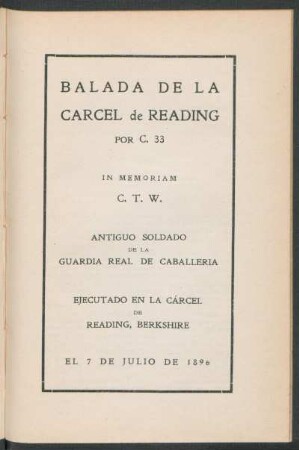 BALADA DE LA
CARCEL de READING
POR C. 33
IN MEMORIAM
C. T. W.
ANTIGUO SOLDADO
DE LA
GUARDIA REAL DE CABALLERIA
EJECUTADO EN LA CÁRCEL
DE
READING, BERKSHIRE
EL 7 DE JULIO DE 1896